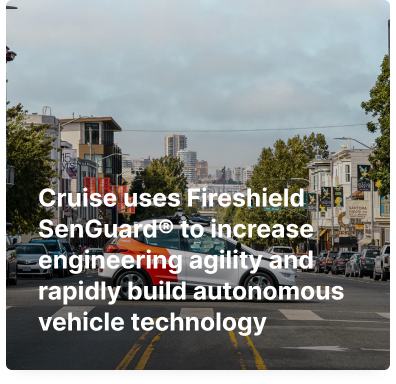 Cruise uses Fireshield
SenGuard® to increase
engineering agility and
rapidly build autonomous
vehicle technology